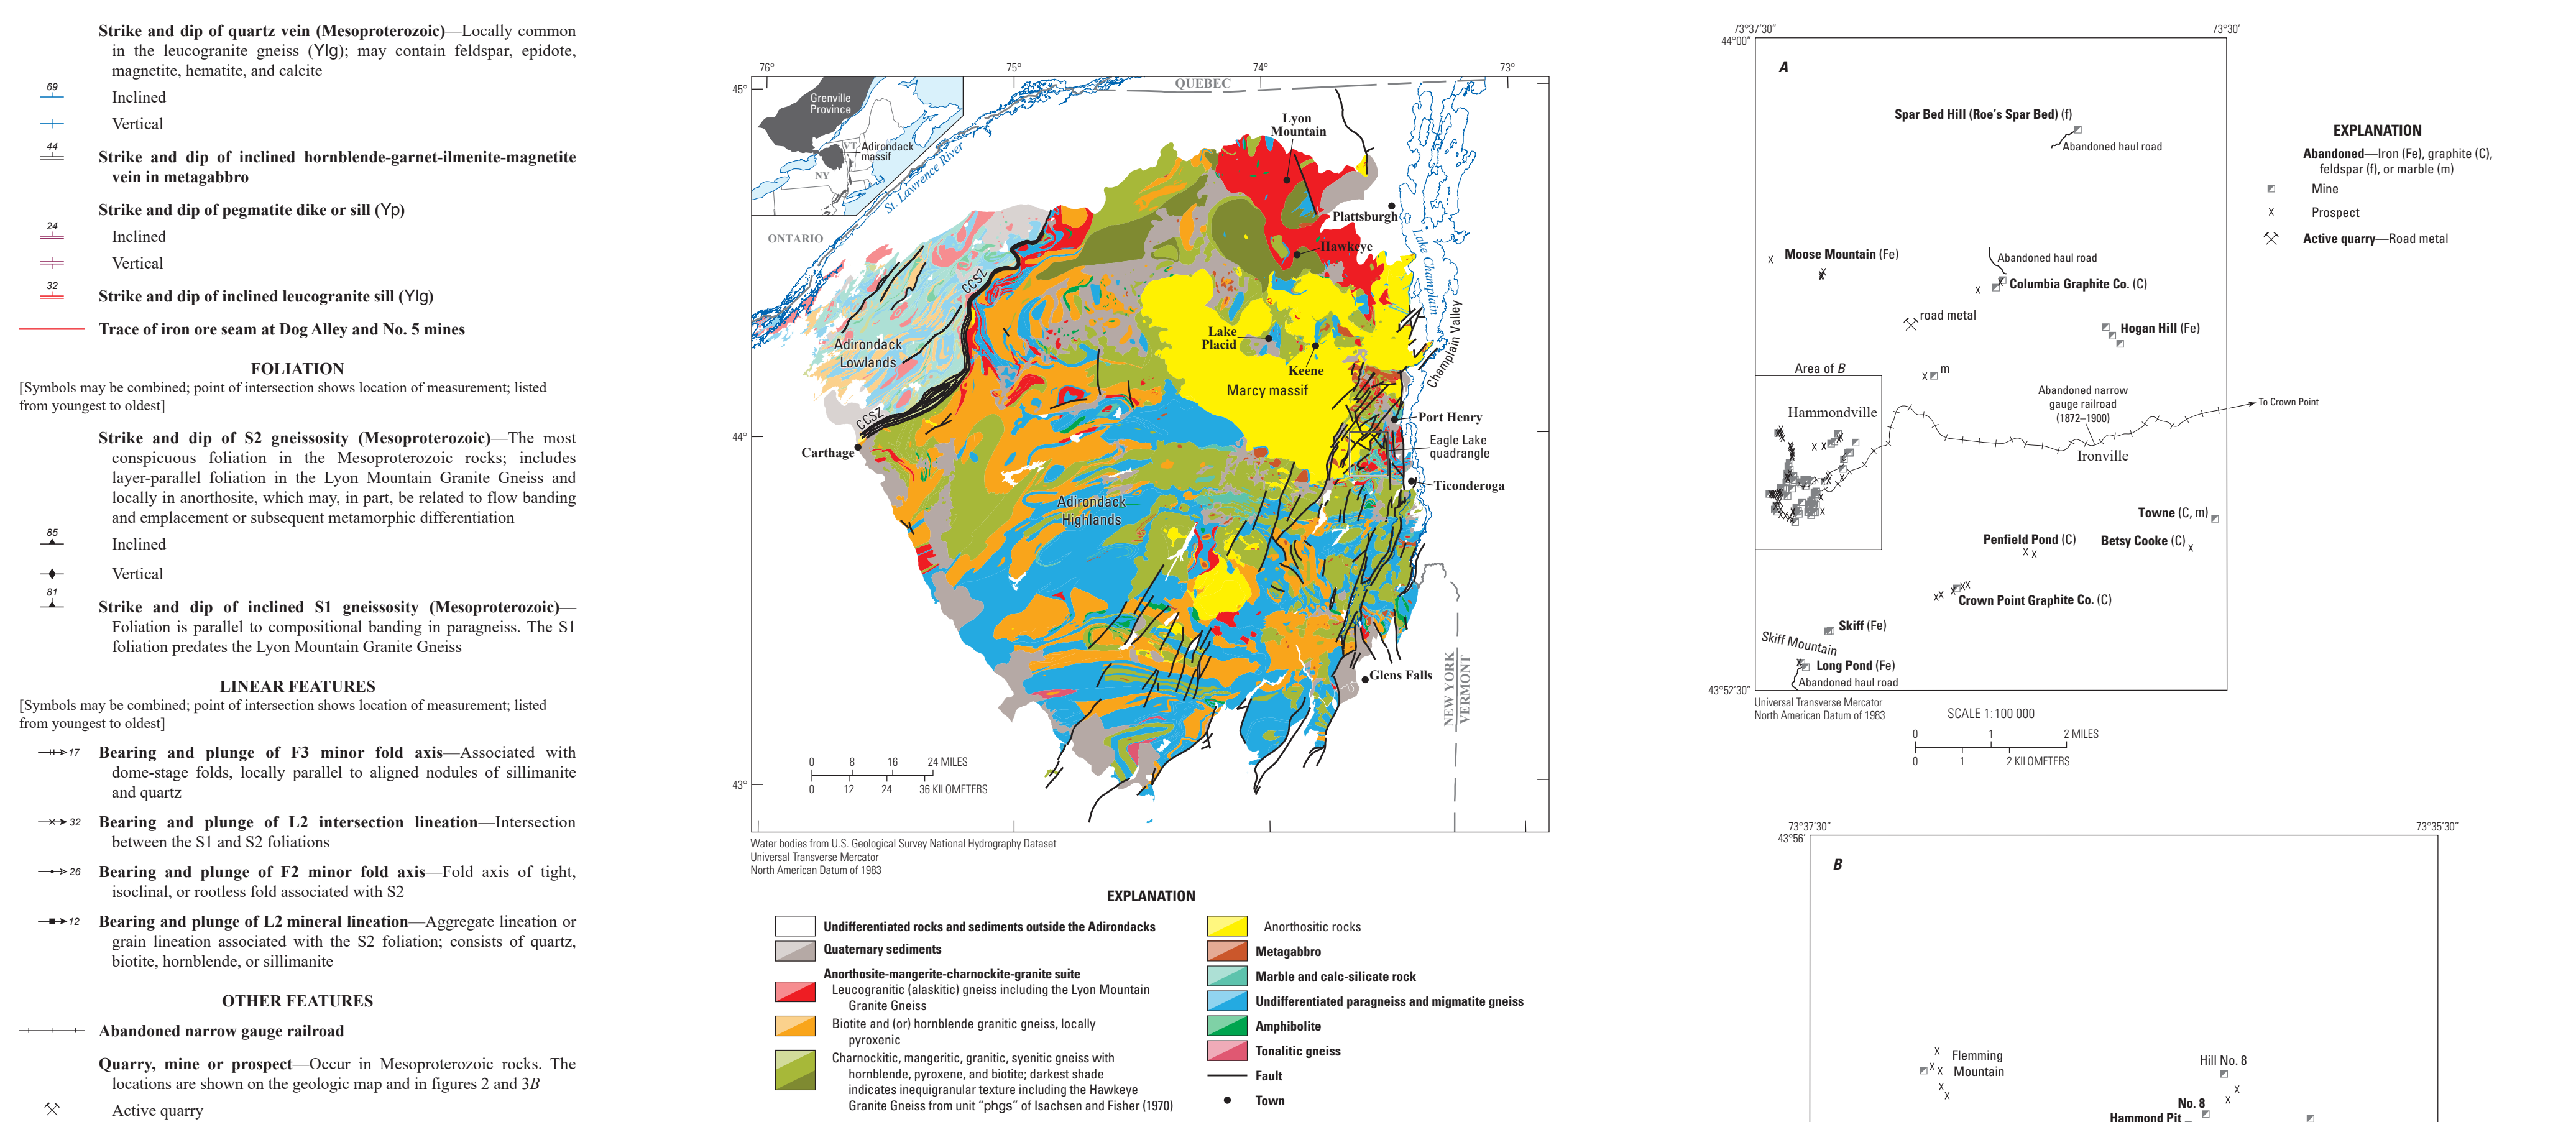 Strike and dip of quartz vein (Mesoproterozoic)—Locally common
in the leucogranite gneiss (Ylg); may contain feldspar, epidote,
magnetite, hematite, and calcite
69
Inclined
Vertical
44
Strike and dip of inclined hornblende-garnet-ilmenite-magnetite
vein in metagabbro
Strike and dip of pegmatite dike or sill (Yp)
24
Inclined
Vertical
32
Strike and dip of inclined leucogranite sill (Ylg)
Trace of iron ore seam at Dog Alley and No. 5 mines
FOLIATION
[Symbols may be combined; point of intersection shows location of measurement; listed
from youngest to oldest]
Strike and dip of S2 gneissosity (Mesoproterozoic)—The most
conspicuous foliation in the Mesoproterozoic rocks; includes
layer-parallel foliation in the Lyon Mountain Granite Gneiss and
locally in anorthosite, which may, in part, be related to flow banding
and emplacement or subsequent metamorphic differentiation
85
Inclined
Vertical
81
Strike and dip of inclined S1 gneissosity (Mesoproterozoic)—
Foliation is parallel to compositional banding in paragneiss. The S1
foliation predates the Lyon Mountain Granite Gneiss
LINEAR FEATURES
[Symbols may be combined; point of intersection shows location of measurement; listed
from youngest to oldest]
17
Bearing and plunge of F3 minor fold axis—Associated with
dome-stage folds, locally parallel to aligned nodules of sillimanite
and quartz
32
Bearing and plunge of L2 intersection lineation—Intersection
between the S1 and S2 foliations
26
Bearing and plunge of F2 minor fold axis—Fold axis of tight,
isoclinal, or rootless fold associated with S2
12
Bearing and plunge of L2 mineral lineation—Aggregate lineation or
grain lineation associated with the S2 foliation; consists of quartz,
biotite, hornblende, or sillimanite
OTHER FEATURES
Abandoned narrow gauge railroad
Quarry, mine or prospect—Occur in Mesoproterozoic rocks. The
locations are shown on the geologic map and in figures 2 and 3B
Active quarry
76°
75°
74°
73°
45°
44°
43°
QUEBEC
Grenville
Province
VT
Adirondack
massif
NY
St. Lawrence River
ONTARIO
Lyon
Mountain
Plattsburgh
Hawkeye
Lake Champlain
Champlain Valley
CCSZ
Adirondack
Lowlands
Lake
Placid
Keene
Marcy massif
CCSZ
Carthage
Port Henry
Eagle Lake
quadrangle
Ticonderoga
Adirondack
Highlands
Glens Falls
NEW YORK
VERMONT
0 8 16 24 MILES
0 12 24 36 KILOMETERS
Water bodies from U.S. Geological Survey National Hydrography Dataset
Universal Transverse Mercator
North American Datum of 1983
EXPLANATION
Undifferentiated rocks and sediments outside the Adirondacks
Quaternary sediments
Anorthosite-mangerite-charnockite-granite suite
Leucogranitic (alaskitic) gneiss including the Lyon Mountain
Granite Gneiss
Biotite and (or) hornblende granitic gneiss, locally
pyroxenic
Charnockitic, mangeritic, granitic, syenitic gneiss with
hornblende, pyroxene, and biotite; darkest shade
indicates inequigranular texture including the Hawkeye
Granite Gneiss from unit “phgs” of Isachsen and Fisher (1970)
Anorthositic rocks
Metagabbro
Marble and calc-silicate rock
Undifferentiated paragneiss and migmatite gneiss
Amphibolite
Tonalitic gneiss
Fault
Town
73°37'30"
73°30'
44°00"
A
Spar Bed Hill (Roe's Spar Bed) (f)
Abandoned haul road
Moose Mountain (Fe)
Abandoned haul road
Columbia Graphite Co. (C)
road metal
Hogan Hill (Fe)
m
Area of B
Hammondville
Abandoned narrow
gauge railroad
(1872–1900)
To Crown Point
Ironville
Towne (C, m)
Penfield Pond (C)
Betsy Cooke (C)
Crown Point Graphite Co. (C)
Skiff (Fe)
Skiff Mountain
Long Pond (Fe)
Abandoned haul road
43°52'30"
Universal Transverse Mercator
North American Datum of 1983
SCALE 1:100 000
0 1 2 MILES
0 1 2 KILOMETERS
EXPLANATION
Abandoned—Iron (Fe), graphite (C),
feldspar (f), or marble (m)
Mine
Prospect
Active quarry—Road metal
73°37'30"
73°35'30"
43°56'
B
Flemming
Mountain
Hill No. 8
No. 8
Hammond Pit